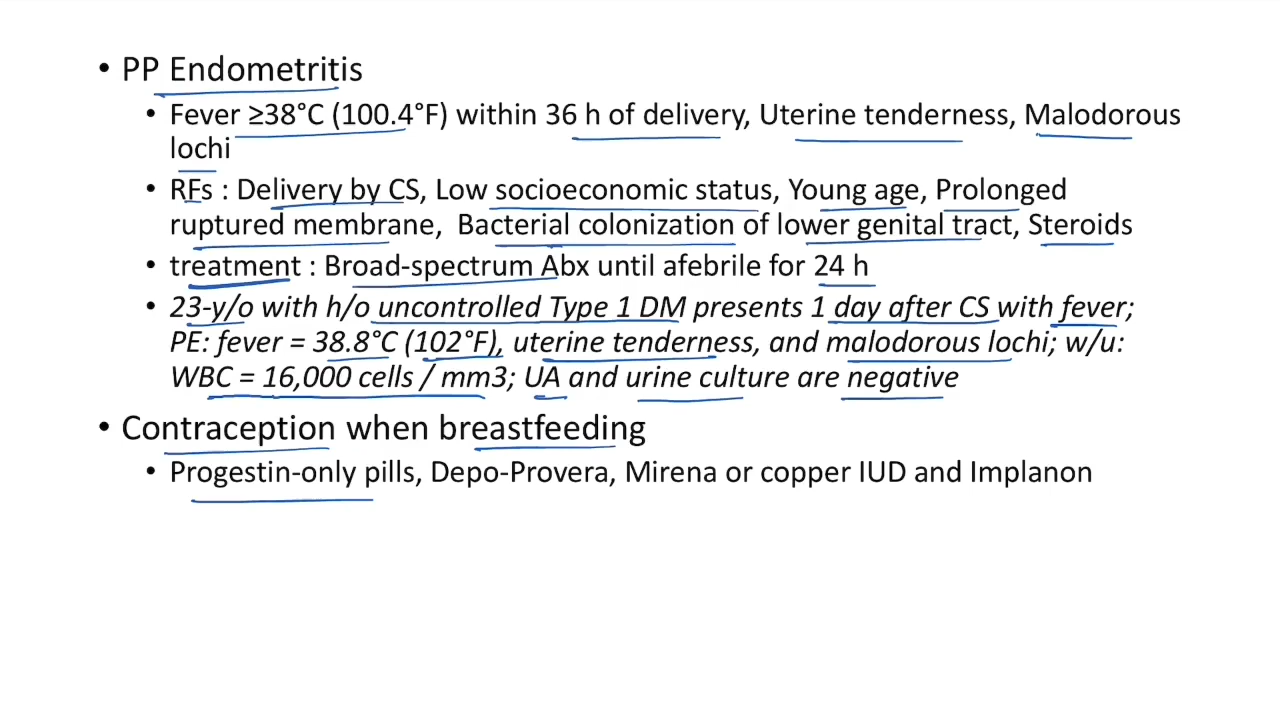 • PP Endometritis
• Fever ≥38°C (100.4°F) within 36 h of delivery, Uterine tenderness, Malodorous
lochi
• RFs : Delivery by CS, Low socioeconomic status, Young age, Prolonged
ruptured membrane, Bacterial colonization of lower genital tract, Steroids
• treatment : Broad-spectrum Abx until afebrile for 24 h
• 23-y/o with h/o uncontrolled Type 1 DM presents 1 day after CS with fever;
PE: fever = 38.8°C (102°F), uterine tenderness, and malodorous lochi; w/u:
WBC = 16,000 cells / mm3; UA and urine culture are negative
• Contraception when breastfeeding
• Progestin-only pills, Depo-Provera, Mirena or copper IUD and Implanon